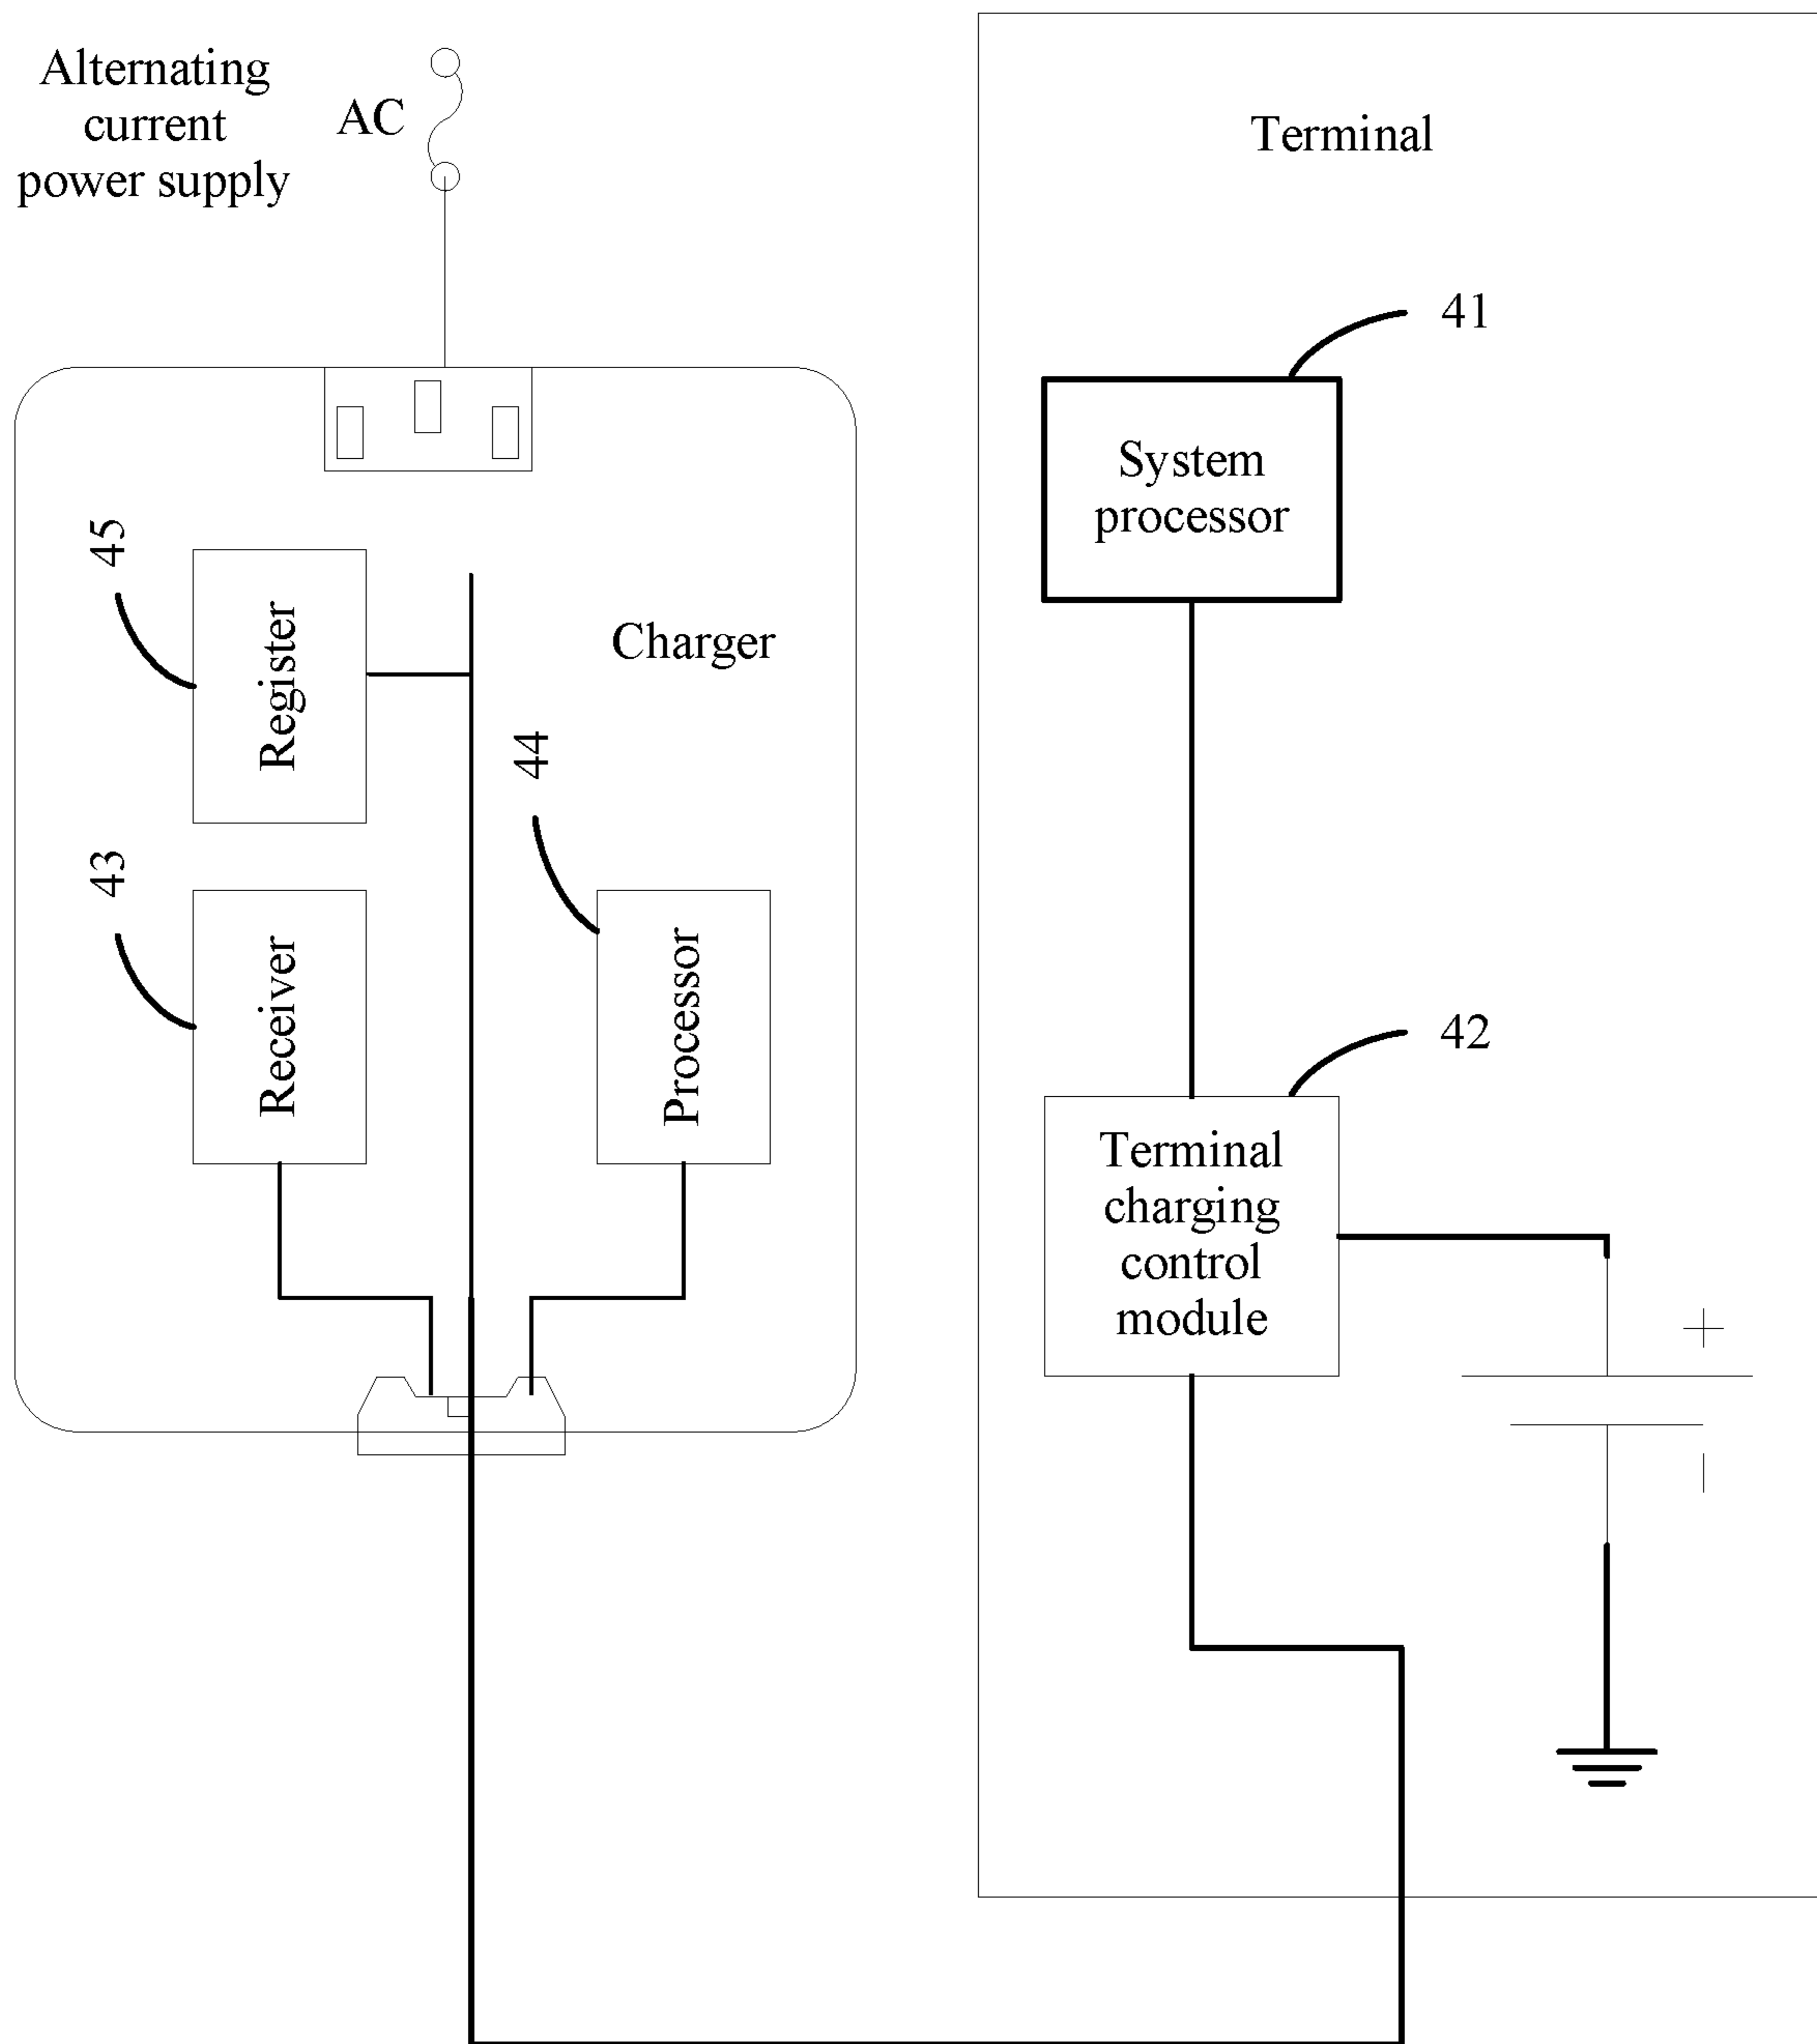 Alternating
current
power supply
AC
Terminal
41
System
processor
45
Register
Charger
44
43
Receiver
Processor
42
Terminal
charging
control
module
+